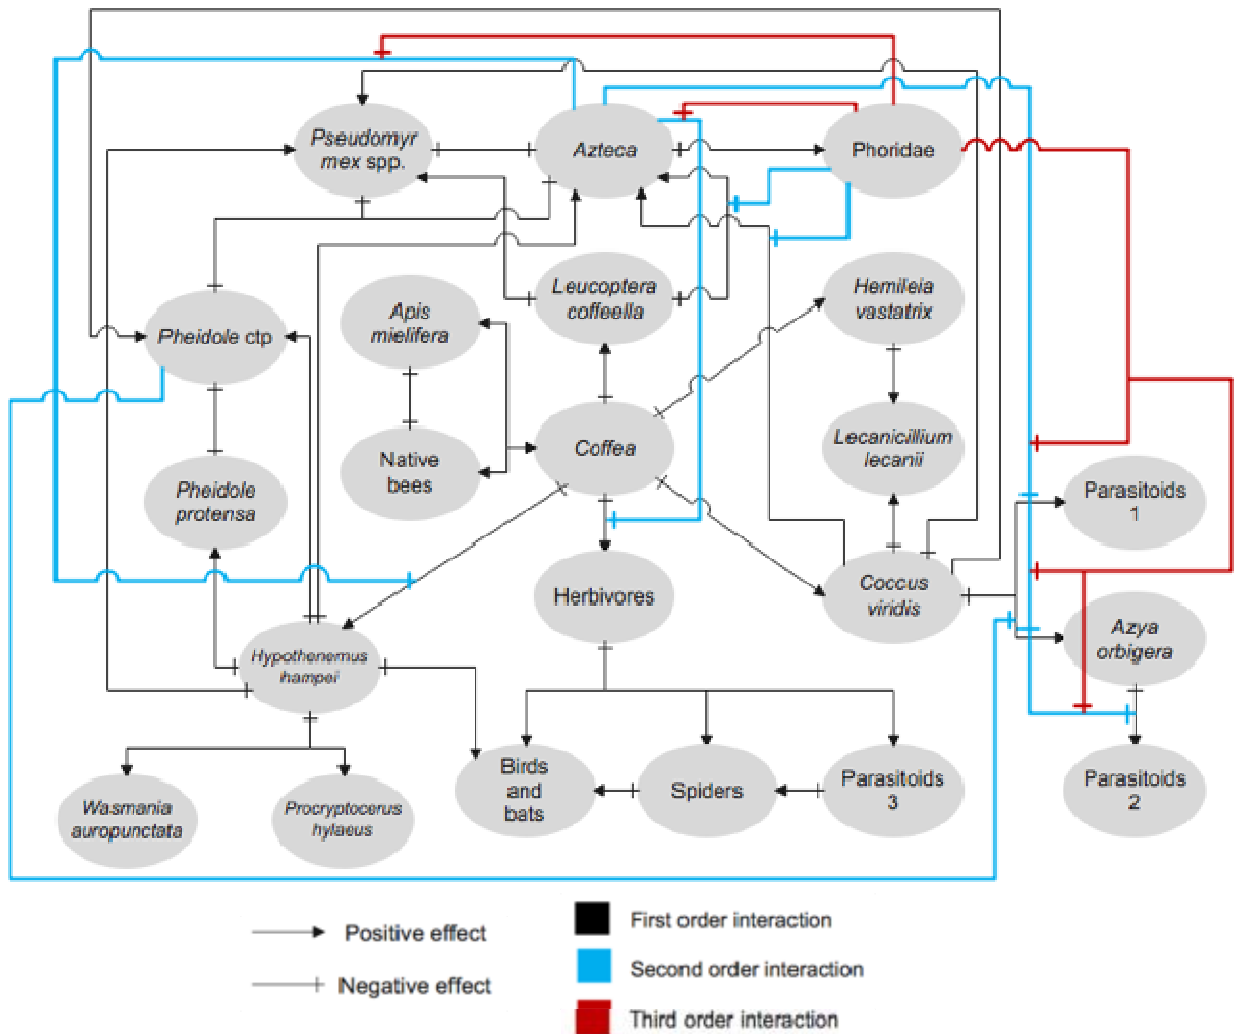 Pseudomyr
mex spp.
Azteca
Phoridae
Leucoptera
coffeella
Hemileia
vastatrix
Apis
mielifera
Pheidole ctp
Coffea
Lecanicillium
lecanii
Native
bees
Pheidole
proteinsa
Parasitoids
1
Herbivores
Coccus
viridis
Azya
orbigera
Hypothenemus
ihampei
Birds
and
bats
Spiders
Parasitoids
3
Parasitoids
2
Wasmania
auropunctata
Procryptocerus
hylaeus
Positive effect
Negative effect
First order interaction
Second order interaction
Third order interaction